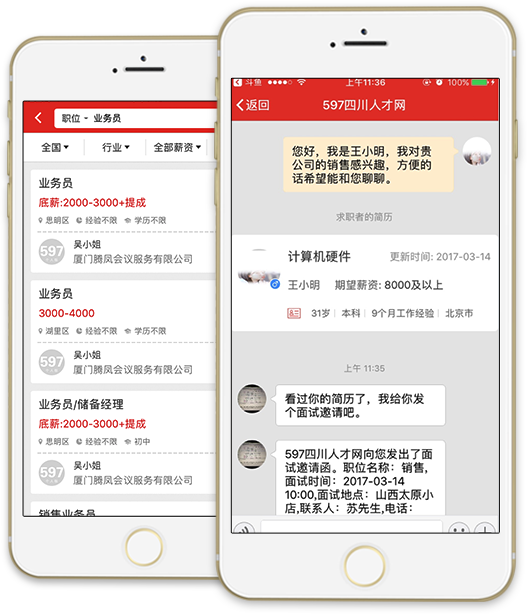 职位 - 业务员
全国
行业
全部薪资
业务员
底薪:2000-3000+提成
思明区 经验不限 学历不限
597
吴小姐
厦门腾凤会议服务有限公司
业务员
3000-4000
湖里区 经验不限 学历不限
597
吴小姐
厦门腾凤会议服务有限公司
业务员/储备经理
底薪:2000-3000+提成
思明区 经验不限 初中
597
吴小姐
厦门腾凤会议服务有限公司
销售业务员
斗鱼 上午11:36 100%
返回 597四川人才网
您好，我是王小明，我对贵
公司的销售感兴趣，方便的
话希望能和您聊聊。
求职者的简历
计算机硬件 更新时间: 2017-03-14
王小明 期望薪资: 8000及以上
31岁 | 本科 | 9个月工作经验 | 北京市
上午 11:35
看过你的简历了，我给你发
个面试邀请吧。
597四川人才网向您发出了面
试邀请函。职位名称：销售,
面试时间：2017-03-14
10:00,面试地点：山西太原小
店,联系人：苏先生,电话：